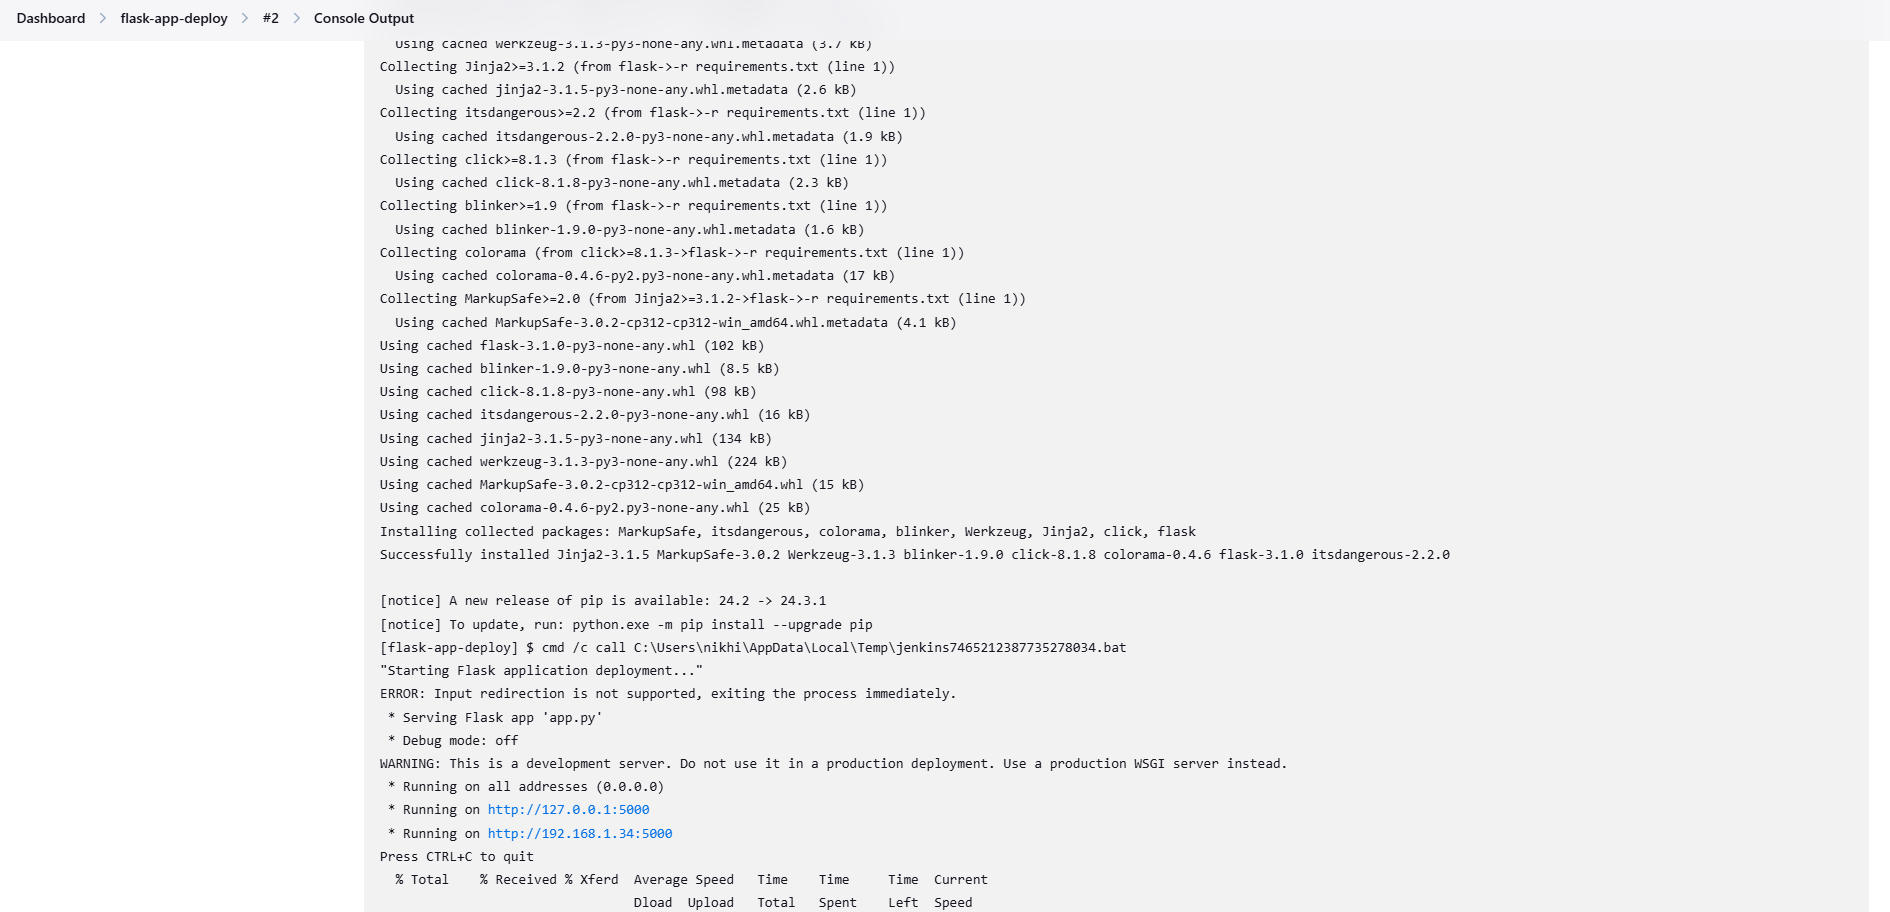 Dashboard > flask-app-deploy > #2 > Console Output
Using cached werkzeug-3.1.3-py3-none-any.whl.metadata (3.7 kB)
Collecting Jinja2>=3.1.2 (from flask->-r requirements.txt (line 1))
Using cached jinja2-3.1.5-py3-none-any.whl.metadata (2.6 kB)
Collecting itsdangerous>=2.2 (from flask->-r requirements.txt (line 1))
Using cached itsdangerous-2.2.0-py3-none-any.whl.metadata (1.9 kB)
Collecting click>=8.1.3 (from flask->-r requirements.txt (line 1))
Using cached click-8.1.8-py3-none-any.whl.metadata (2.3 kB)
Collecting blinker>=1.9 (from flask->-r requirements.txt (line 1))
Using cached blinker-1.9.0-py3-none-any.whl.metadata (1.6 kB)
Collecting colorama (from click>=8.1.3->flask->-r requirements.txt (line 1))
Using cached colorama-0.4.6-py2.py3-none-any.whl.metadata (17 kB)
Collecting MarkupSafe>=2.0 (from Jinja2>=3.1.2->flask->-r requirements.txt (line 1))
Using cached MarkupSafe-3.0.2-cp312-cp312-win_amd64.whl.metadata (4.1 kB)
Using cached flask-3.1.0-py3-none-any.whl (102 kB)
Using cached blinker-1.9.0-py3-none-any.whl (8.5 kB)
Using cached click-8.1.8-py3-none-any.whl (98 kB)
Using cached itsdangerous-2.2.0-py3-none-any.whl (16 kB)
Using cached jinja2-3.1.5-py3-none-any.whl (134 kB)
Using cached werkzeug-3.1.3-py3-none-any.whl (224 kB)
Using cached MarkupSafe-3.0.2-cp312-cp312-win_amd64.whl (15 kB)
Using cached colorama-0.4.6-py2.py3-none-any.whl (25 kB)
Installing collected packages: MarkupSafe, itsdangerous, colorama, blinker, Werkzeug, Jinja2, click, flask
Successfully installed Jinja2-3.1.5 MarkupSafe-3.0.2 Werkzeug-3.1.3 blinker-1.9.0 click-8.1.8 colorama-0.4.6 flask-3.1.0 itsdangerous-2.2.0
[notice] A new release of pip is available: 24.2 -> 24.3.1
[notice] To update, run: python.exe -m pip install --upgrade pip
[flask-app-deploy] $ cmd /c call C:\Users\nikhi\AppData\Local\Temp\jenkins7465212387735278034.bat
"Starting Flask application deployment..."
ERROR: Input redirection is not supported, exiting the process immediately.
* Serving Flask app 'app.py'
* Debug mode: off
WARNING: This is a development server. Do not use it in a production deployment. Use a production WSGI server instead.
* Running on all addresses (0.0.0.0)
* Running on http://127.0.0.1:5000
* Running on http://192.168.1.34:5000
Press CTRL+C to quit
% Total    % Received % Xferd  Average Speed   Time    Time     Time  Current
Dload  Upload   Total   Spent    Left  Speed